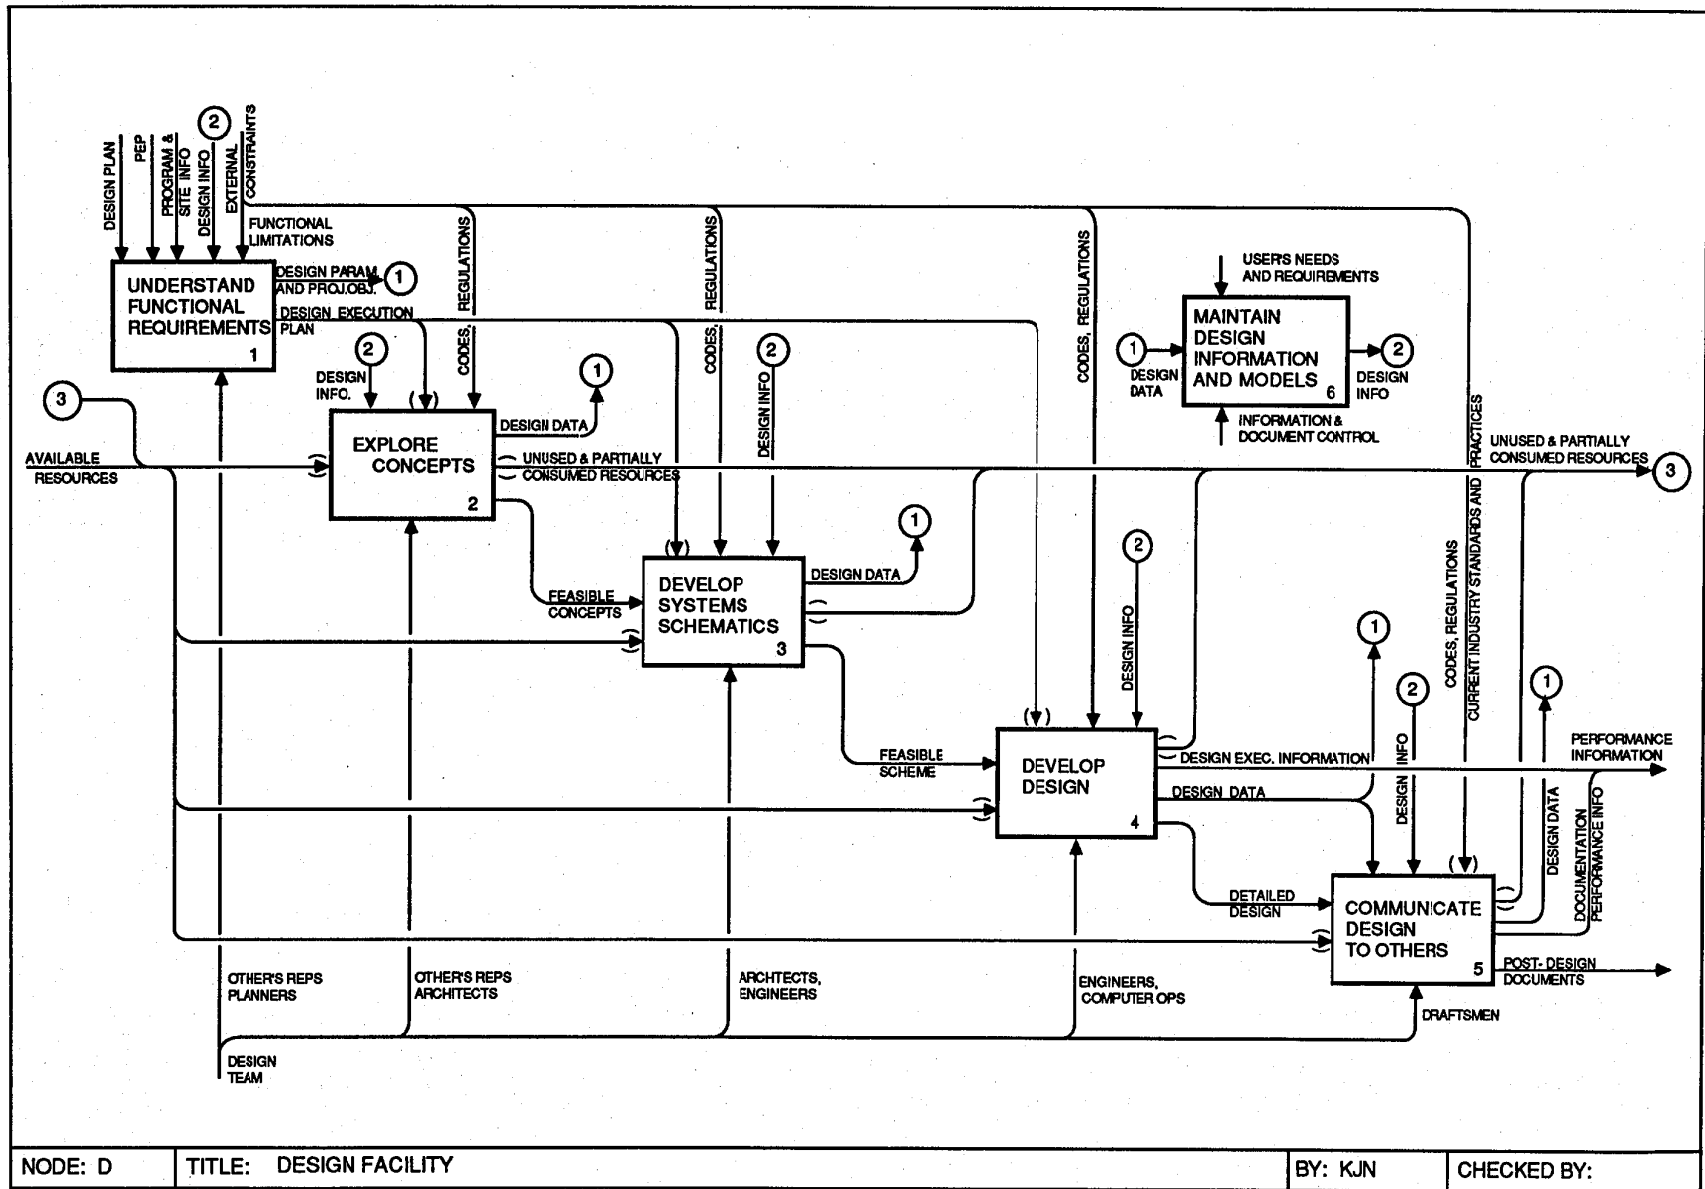 DESIGN PLAN
PEP
PROGRAM &
SITE INFO
2
DESIGN INFO
EXTERNAL
CONSTRAINTS
FUNCTIONAL
LIMITATIONS
UNDERSTAND
FUNCTIONAL
REQUIREMENTS
1
DESIGN PARAM.
AND PROJ.OBJ.
1
DESIGN EXECUTION
PLAN
CODES, REGULATIONS
CODES, REGULATIONS
CODES, REGULATIONS
USER'S NEEDS
AND REQUIREMENTS
MAINTAIN
DESIGN
INFORMATION
AND MODELS
6
1
DESIGN
DATA
2
DESIGN
INFO
INFORMATION &
DOCUMENT CONTROL
2
DESIGN
INFO.
1
DESIGN DATA
2
DESIGN INFO
3
AVAILABLE
RESOURCES
EXPLORE
CONCEPTS
2
UNUSED & PARTIALLY
CONSUMED RESOURCES
UNUSED & PARTIALLY
CONSUMED RESOURCES
3
CODES, REGULATIONS
CURRENT INDUSTRY STANDARDS AND PRACTICES
FEASIBLE
CONCEPTS
DEVELOP
SYSTEMS
SCHEMATICS
3
DESIGN DATA
1
2
DESIGN INFO
FEASIBLE
SCHEME
DEVELOP
DESIGN
4
DESIGN EXEC. INFORMATION
DESIGN DATA
1
2
DESIGN INFO
1
DESIGN DATA
DOCUMENTATION
PERFORMANCE INFO
PERFORMANCE
INFORMATION
DETAILED
DESIGN
COMMUNICATE
DESIGN
TO OTHERS
5
POST- DESIGN
DOCUMENTS
OTHER'S REPS
PLANNERS
OTHER'S REPS
ARCHITECTS
ARCHITECTS,
ENGINEERS
ENGINEERS,
COMPUTER OPS
DRAFTSMEN
DESIGN
TEAM
NODE: D
TITLE: DESIGN FACILITY
BY: KJN
CHECKED BY: